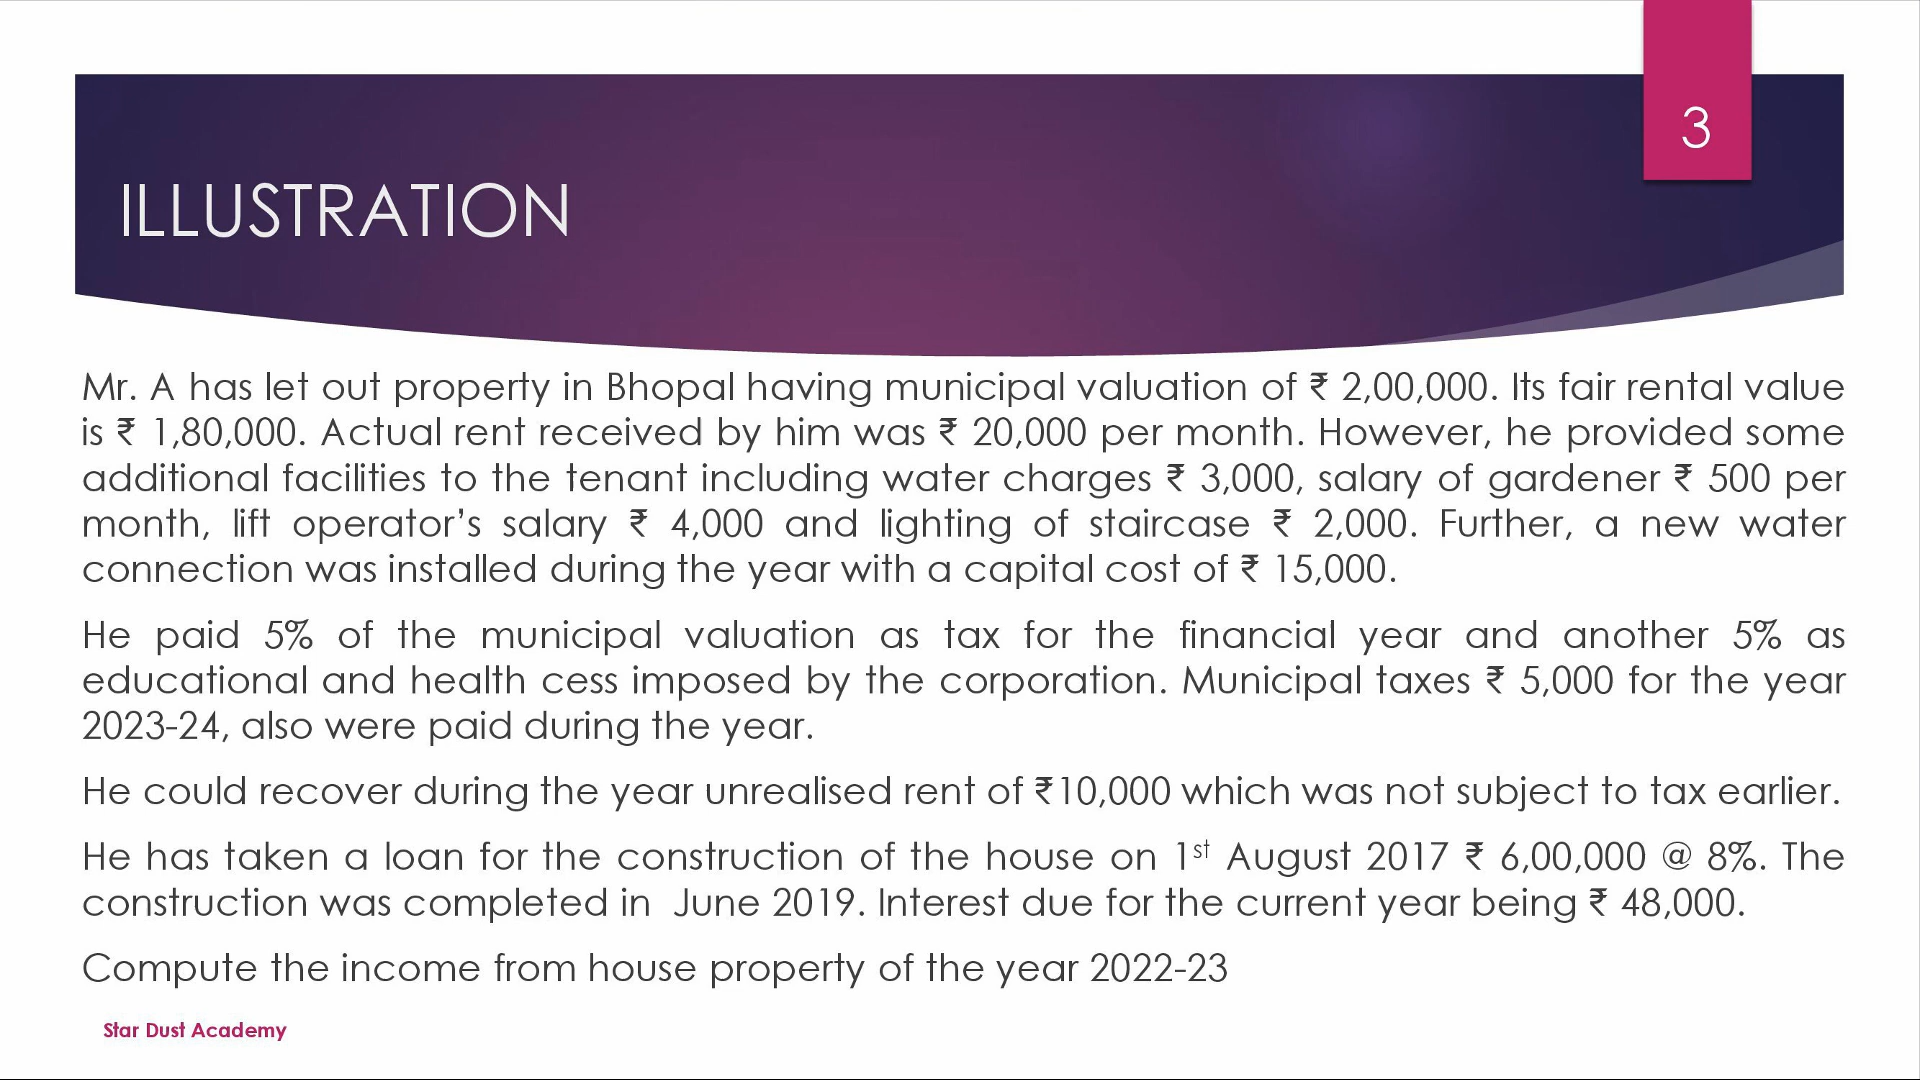 3
ILLUSTRATION
Mr. A has let out property in Bhopal having municipal valuation of ₹ 2,00,000. Its fair rental value
is ₹ 1,80,000. Actual rent received by him was ₹ 20,000 per month. However, he provided some
additional facilities to the tenant including water charges ₹ 3,000, salary of gardener ₹ 500 per
month, lift operator’s salary ₹ 4,000 and lighting of staircase ₹ 2,000. Further, a new water
connection was installed during the year with a capital cost of ₹ 15,000.
He paid 5% of the municipal valuation as tax for the financial year and another 5% as
educational and health cess imposed by the corporation. Municipal taxes ₹ 5,000 for the year
2023-24, also were paid during the year.
He could recover during the year unrealised rent of ₹10,000 which was not subject to tax earlier.
He has taken a loan for the construction of the house on 1st August 2017 ₹ 6,00,000 @ 8%. The
construction was completed in June 2019. Interest due for the current year being ₹ 48,000.
Compute the income from house property of the year 2022-23
Star Dust Academy